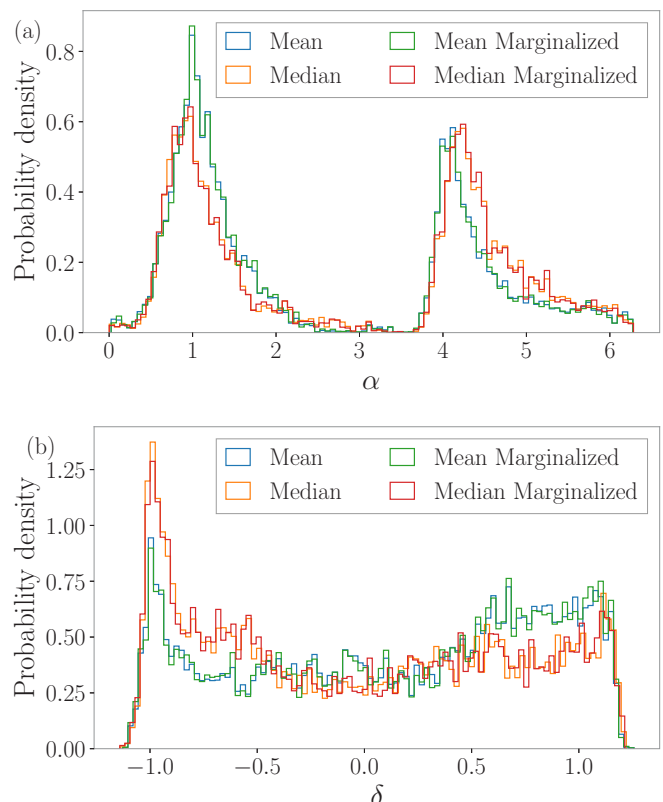 (a)
Mean
Mean Marginalized
Median
Median Marginalized
Probability density
0.8
0.6
0.4
0.2
0.0
0 1 2 3 4 5 6
α
(b)
Mean
Mean Marginalized
Median
Median Marginalized
Probability density
1.25
1.00
0.75
0.50
0.25
0.00
−1.0 −0.5 0.0 0.5 1.0
δ